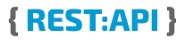 { REST:API }